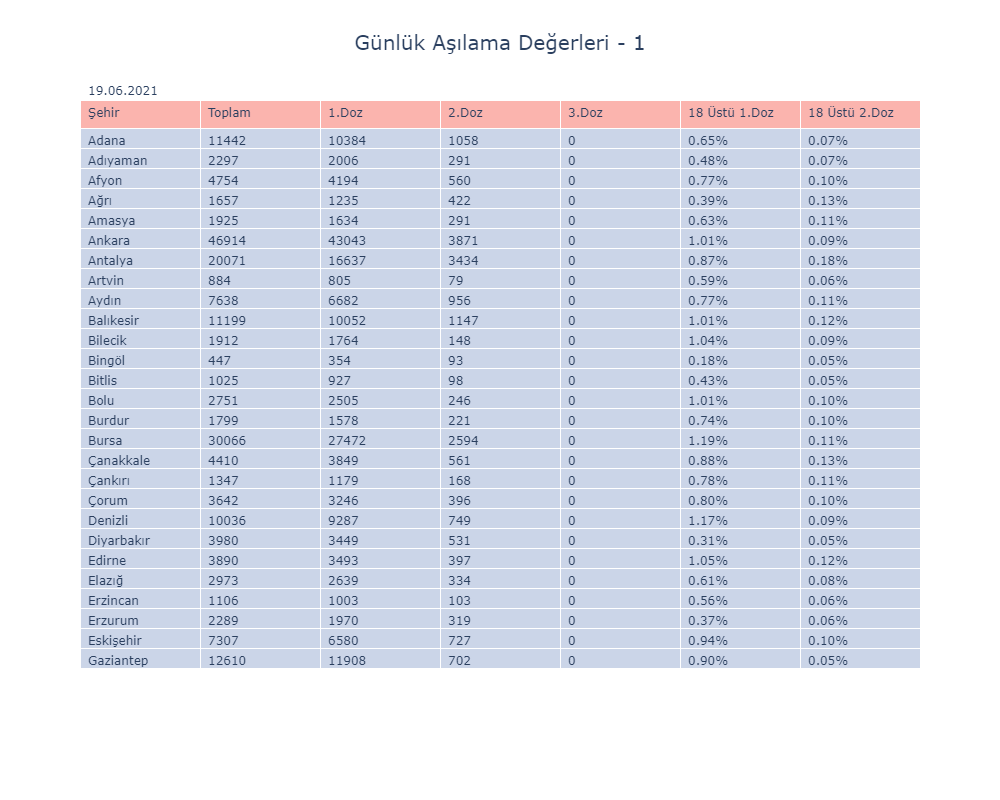 Günlük Aşılama Değerleri - 1
19.06.2021
Şehir Toplam 1.Doz 2.Doz 3.Doz 18 Üstü 1.Doz 18 Üstü 2.Doz
Adana 11442 10384 1058 0 0.65% 0.07%
Adıyaman 2297 2006 291 0 0.48% 0.07%
Afyon 4754 4194 560 0 0.77% 0.10%
Ağrı 1657 1235 422 0 0.39% 0.13%
Amasya 1925 1634 291 0 0.63% 0.11%
Ankara 46914 43043 3871 0 1.01% 0.09%
Antalya 20071 16637 3434 0 0.87% 0.18%
Artvin 884 805 79 0 0.59% 0.06%
Aydın 7638 6682 956 0 0.77% 0.11%
Balıkesir 11199 10052 1147 0 1.01% 0.12%
Bilecik 1912 1764 148 0 1.04% 0.09%
Bingöl 447 354 93 0 0.18% 0.05%
Bitlis 1025 927 98 0 0.43% 0.05%
Bolu 2751 2505 246 0 1.01% 0.10%
Burdur 1799 1578 221 0 0.74% 0.10%
Bursa 30066 27472 2594 0 1.19% 0.11%
Çanakkale 4410 3849 561 0 0.88% 0.13%
Çankırı 1347 1179 168 0 0.78% 0.11%
Çorum 3642 3246 396 0 0.80% 0.10%
Denizli 10036 9287 749 0 1.17% 0.09%
Diyarbakır 3980 3449 531 0 0.31% 0.05%
Edirne 3890 3493 397 0 1.05% 0.12%
Elazığ 2973 2639 334 0 0.61% 0.08%
Erzincan 1106 1003 103 0 0.56% 0.06%
Erzurum 2289 1970 319 0 0.37% 0.06%
Eskişehir 7307 6580 727 0 0.94% 0.10%
Gaziantep 12610 11908 702 0 0.90% 0.05%